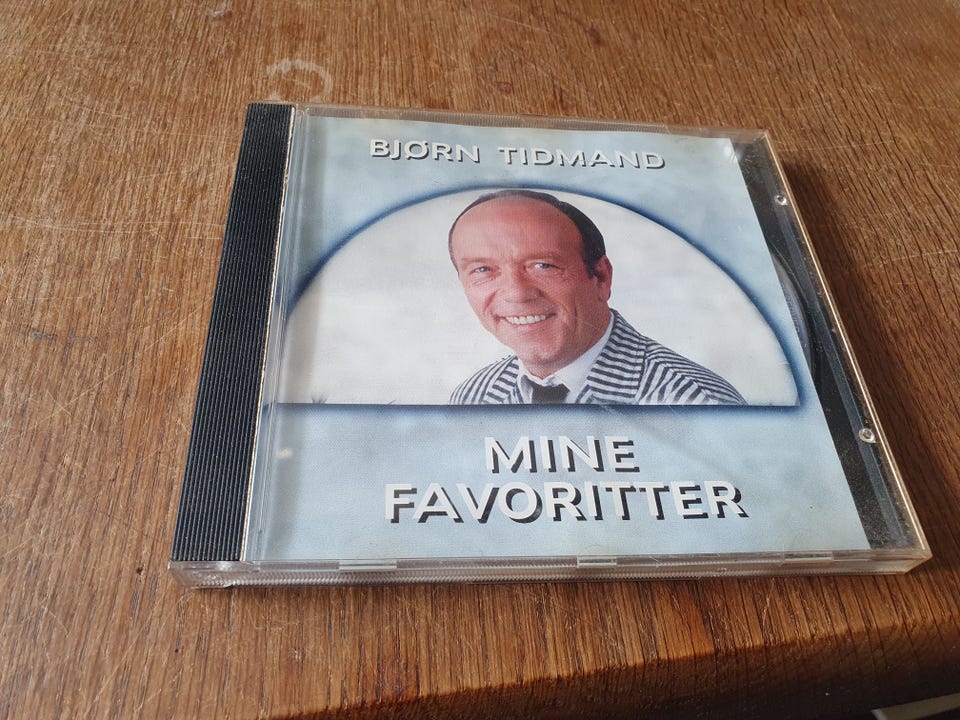 BJØRN TIDMAND
MINE
FAVORITTER